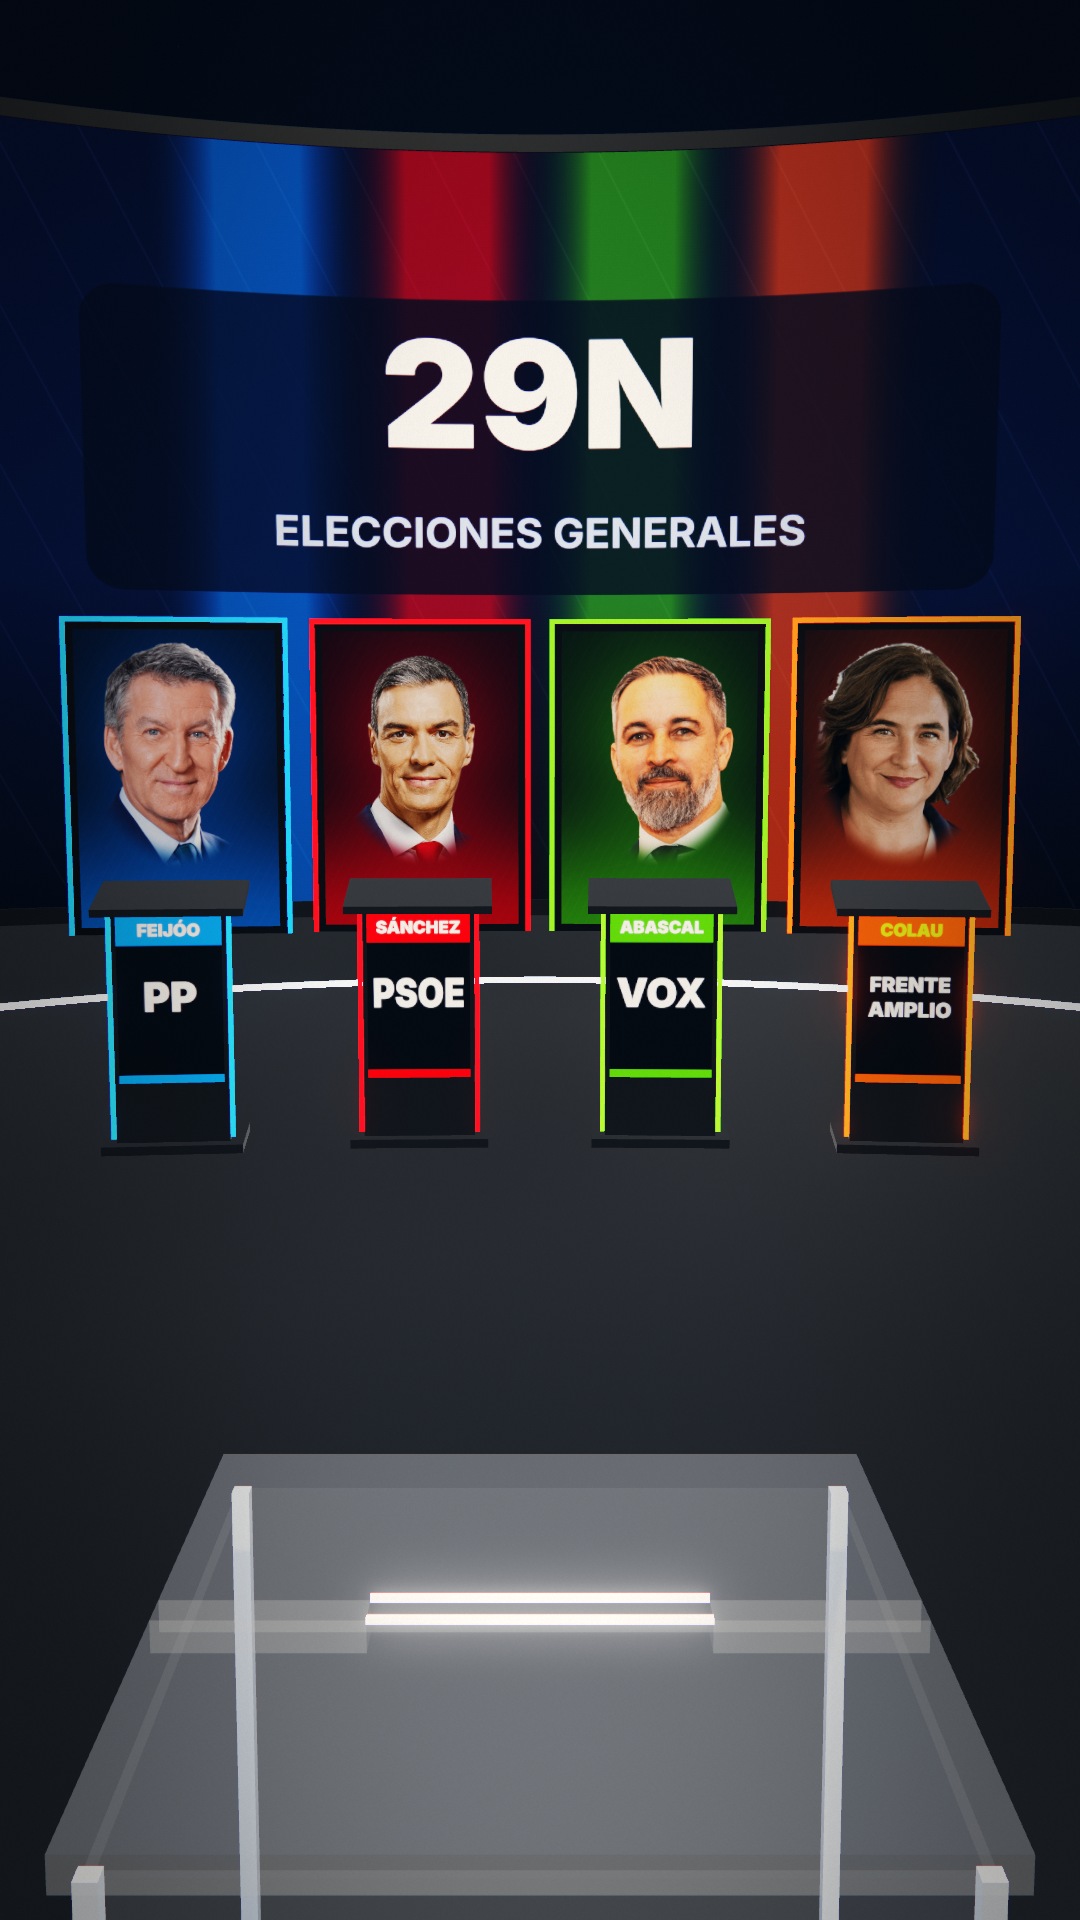 29N
ELECCIONES GENERALES
FEIJÓO
PP
SÁNCHEZ
PSOE
ABASCAL
VOX
COLAU
FRENTE
AMPLIO